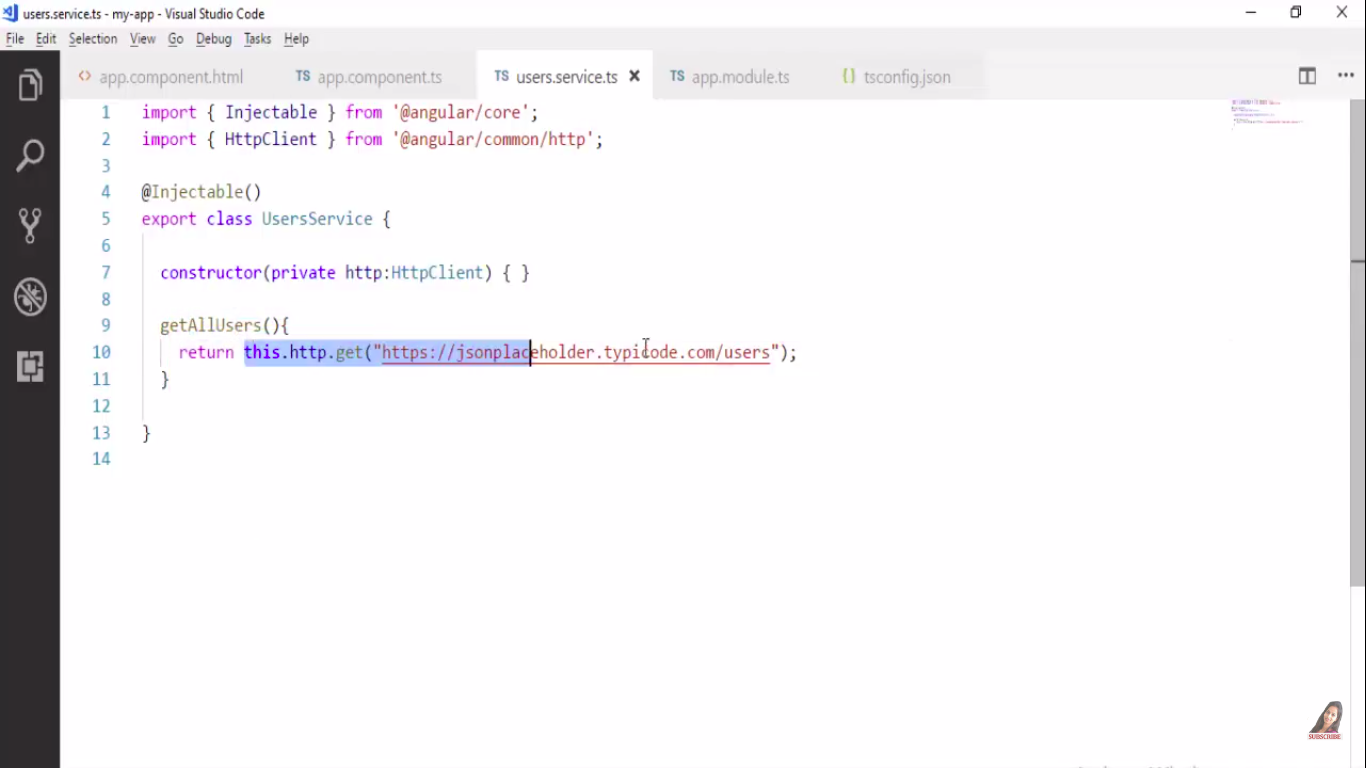 users.service.ts - my-app - Visual Studio Code
File Edit Selection View Go Debug Tasks Help
<> app.component.html TS app.component.ts TS users.service.ts × TS app.module.ts {} tsconfig.json
1 import { Injectable } from '@angular/core';
2 import { HttpClient } from '@angular/common/http';
3
4 @Injectable()
5 export class UsersService {
6
7 constructor(private http:HttpClient) { }
8
9 getAllUsers(){
10 return this.http.get("https://jsonplaceholder.typicode.com/users");
11 }
12
13 }
14
SUBSCRIBE